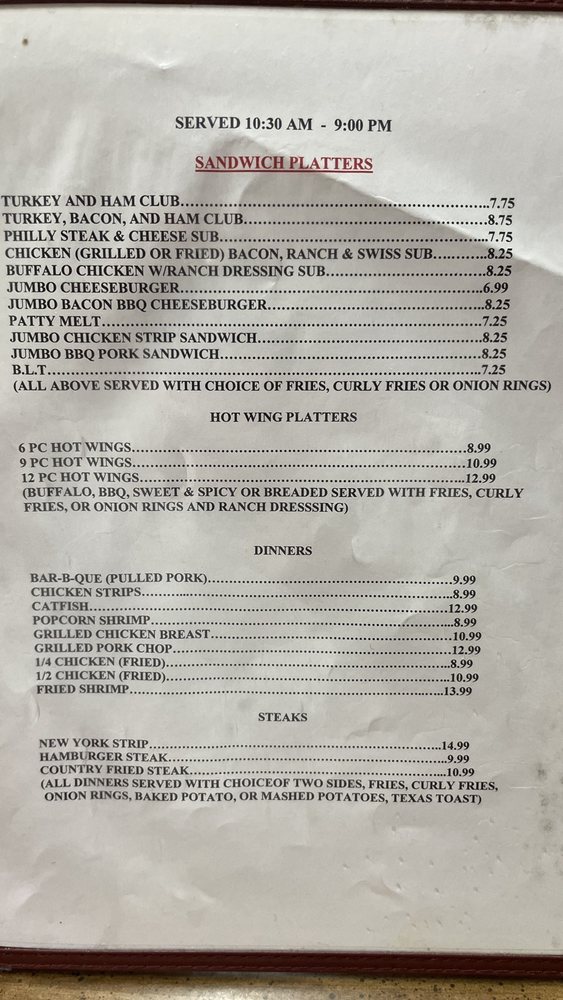 SERVED 10:30 AM - 9:00 PM
SANDWICH PLATTERS
TURKEY AND HAM CLUB.......................................................7.75
TURKEY, BACON, AND HAM CLUB..........................................8.75
PHILLY STEAK & CHEESE SUB................................................7.75
CHICKEN (GRILLED OR FRIED) BACON, RANCH & SWISS SUB..........8.25
BUFFALO CHICKEN W/RANCH DRESSING SUB............................8.25
JUMBO CHEESEBURGER.....................................................6.99
JUMBO BACON BBQ CHEESEBURGER.......................................8.25
PATTY MELT....................................................................7.25
JUMBO CHICKEN STRIP SANDWICH........................................8.25
JUMBO BBQ PORK SANDWICH...............................................8.25
B.L.T..............................................................................7.25
(ALL ABOVE SERVED WITH CHOICE OF FRIES, CURLY FRIES OR ONION RINGS)
HOT WING PLATTERS
6 PC HOT WINGS..............................................................8.99
9 PC HOT WINGS..............................................................10.99
12 PC HOT WINGS............................................................12.99
(BUFFALO, BBQ, SWEET & SPICY OR BREADED SERVED WITH FRIES, CURLY
FRIES, OR ONION RINGS AND RANCH DRESSSING)
DINNERS
BAR-B-QUE (PULLED PORK).............................................9.99
CHICKEN STRIPS..........................................................8.99
CATFISH....................................................................12.99
POPCORN SHRIMP........................................................8.99
GRILLED CHICKEN BREAST.............................................10.99
GRILLED PORK CHOP....................................................12.99
1/4 CHICKEN (FRIED).....................................................8.99
1/2 CHICKEN (FRIED).....................................................10.99
FRIED SHRIMP............................................................13.99
STEAKS
NEW YORK STRIP........................................................14.99
HAMBURGER STEAK.....................................................9.99
COUNTRY FRIED STEAK.................................................10.99
(ALL DINNERS SERVED WITH CHOICEOF TWO SIDES, FRIES, CURLY FRIES,
ONION RINGS, BAKED POTATO, OR MASHED POTATOES, TEXAS TOAST)